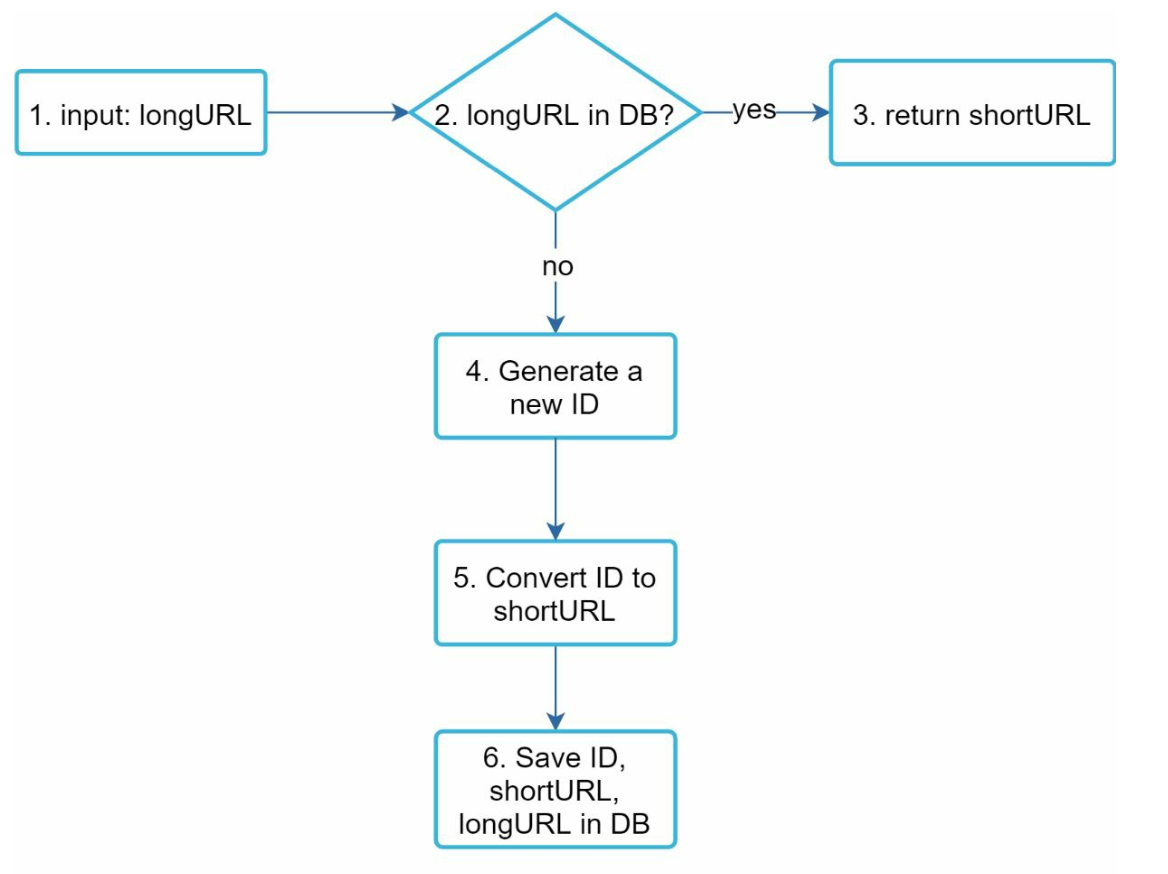 1. input: longURL
2. longURL in DB?
yes
3. return shortURL
no
4. Generate a
new ID
5. Convert ID to
shortURL
6. Save ID,
shortURL,
longURL in DB